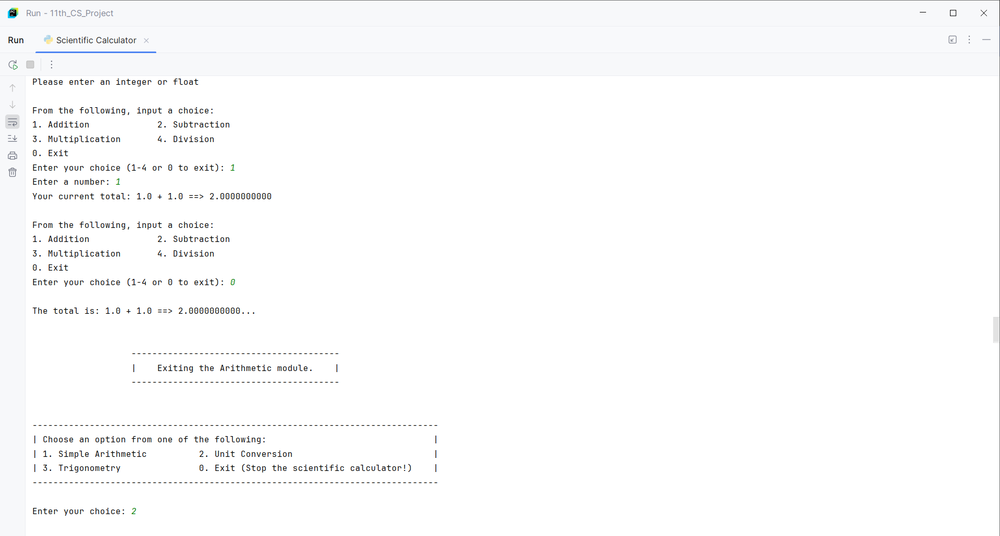 Run - 11th_CS_Project
Run Scientific Calculator
Please enter an integer or float
From the following, input a choice:
1. Addition             2. Subtraction
3. Multiplication       4. Division
0. Exit
Enter your choice (1-4 or 0 to exit): 1
Enter a number: 1
Your current total: 1.0 + 1.0 ==> 2.0000000000
From the following, input a choice:
1. Addition             2. Subtraction
3. Multiplication       4. Division
0. Exit
Enter your choice (1-4 or 0 to exit): 0
The total is: 1.0 + 1.0 ==> 2.0000000000...
----------------------------------------
|    Exiting the Arithmetic module.    |
----------------------------------------
------------------------------------------------------------------------------
| Choose an option from one of the following:                                |
| 1. Simple Arithmetic          2. Unit Conversion                           |
| 3. Trigonometry               0. Exit (Stop the scientific calculator!)    |
------------------------------------------------------------------------------
Enter your choice: 2